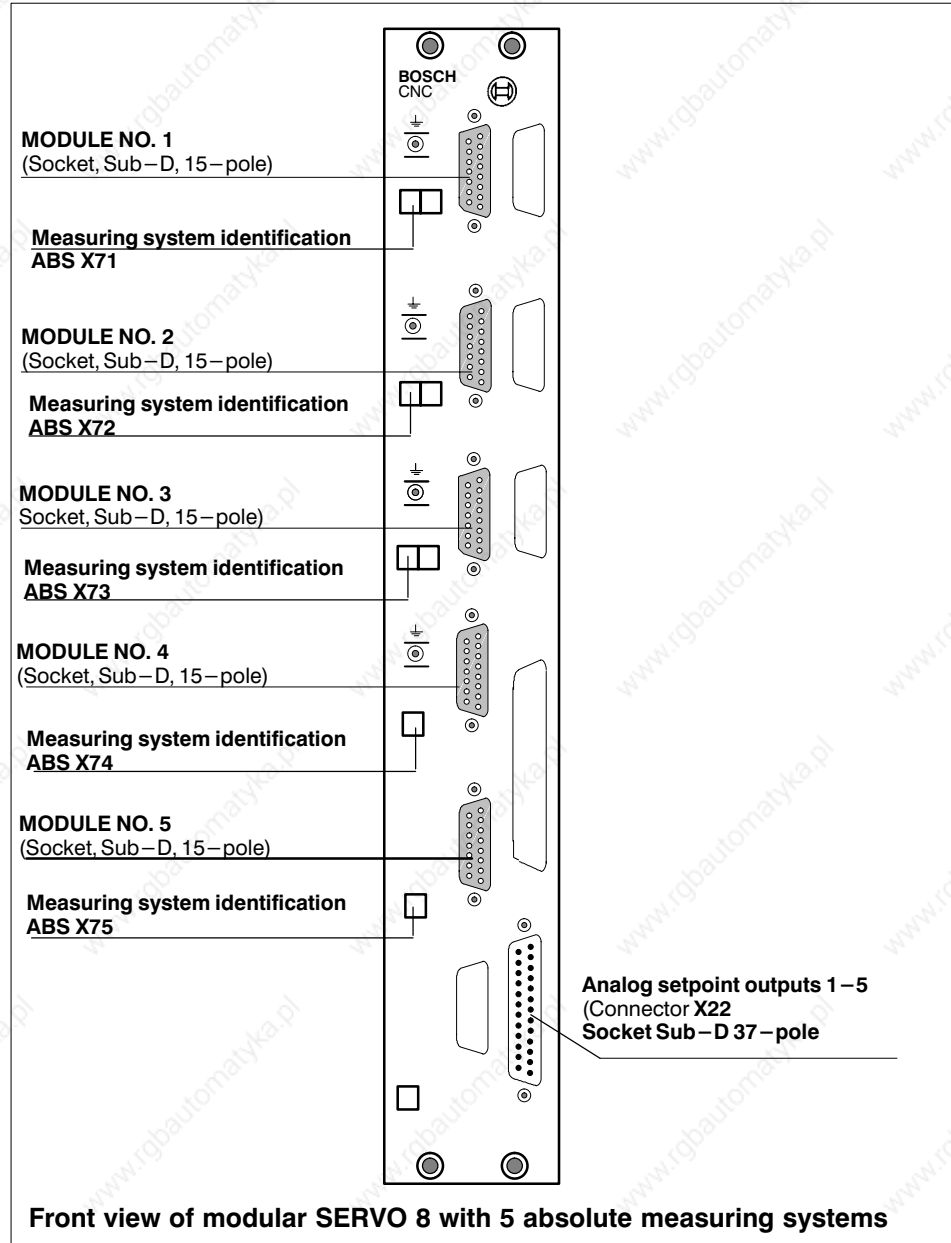 BOSCH
CNC
MODULE NO. 1
(Socket, Sub–D, 15–pole)
Measuring system identification
ABS X71
MODULE NO. 2
(Socket, Sub–D, 15–pole)
Measuring system identification
ABS X72
MODULE NO. 3
Socket, Sub–D, 15–pole)
Measuring system identification
ABS X73
MODULE NO. 4
(Socket, Sub–D, 15–pole)
Measuring system identification
ABS X74
MODULE NO. 5
(Socket, Sub–D, 15–pole)
Measuring system identification
ABS X75
Analog setpoint outputs 1–5
(Connector X22
Socket Sub–D 37–pole
Front view of modular SERVO 8 with 5 absolute measuring systems
www.rgbautomatyka.pl